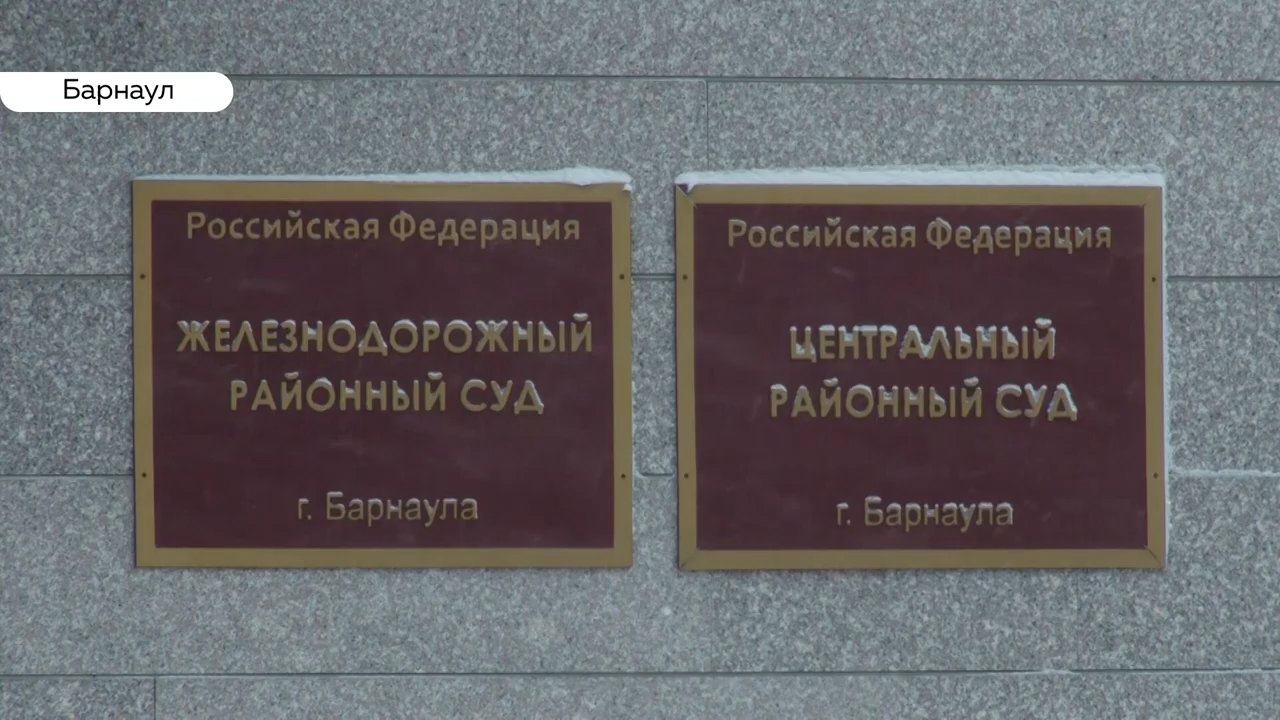 Барнаул
Российская Федерация
ЖЕЛЕЗНОДОРОЖНЫЙ
РАЙОННЫЙ СУД
г. Барнаула
Российская Федерация
ЦЕНТРАЛЬНЫЙ
РАЙОННЫЙ СУД
г. Барнаула